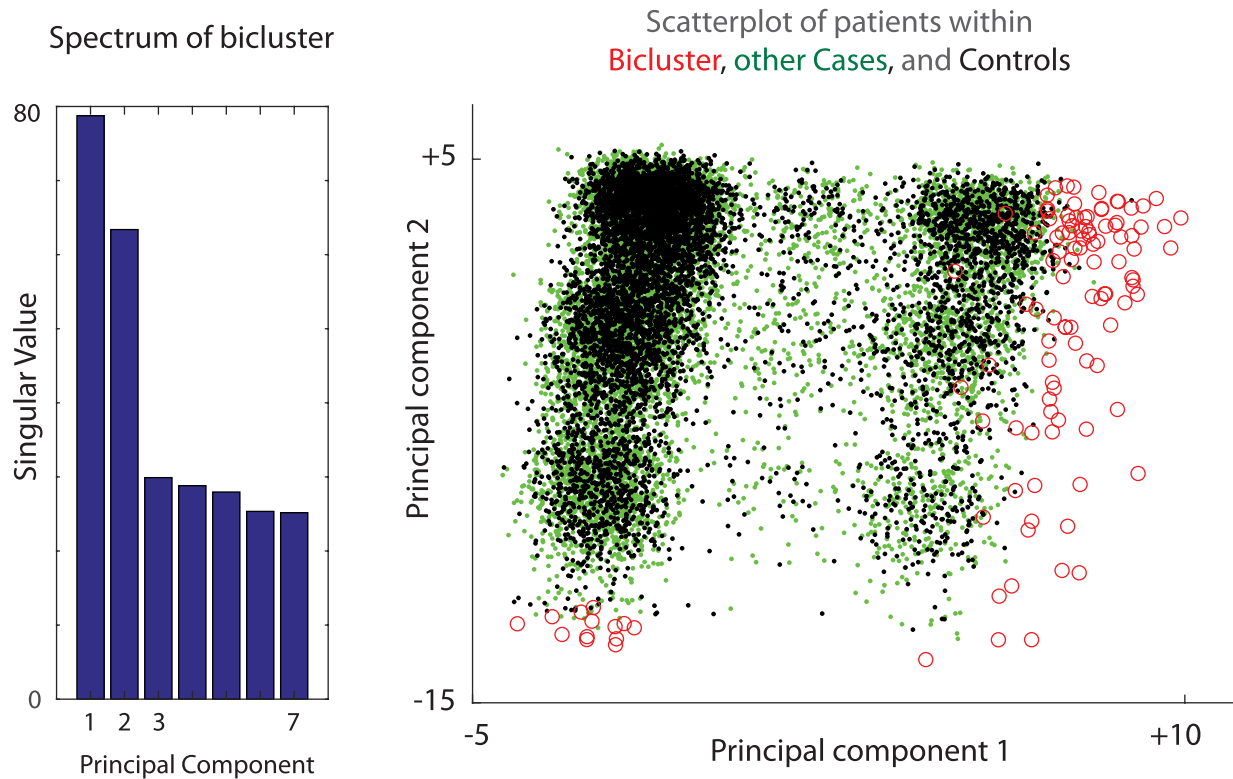 Spectrum of bicluster
80
Singular Value
0
1 2 3 7
Principal Component
Scatterplot of patients within
Bicluster, other Cases, and Controls
+5
Principal component 2
-15
-5
+10
Principal component 1